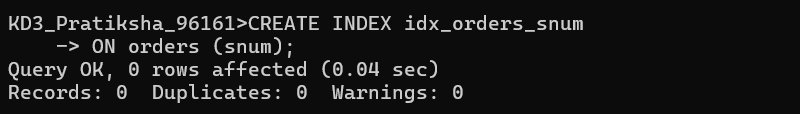 KD3_Pratiksha_96161>CREATE INDEX idx_orders_snum
    -> ON orders (snum);
Query OK, 0 rows affected (0.04 sec)
Records: 0  Duplicates: 0  Warnings: 0